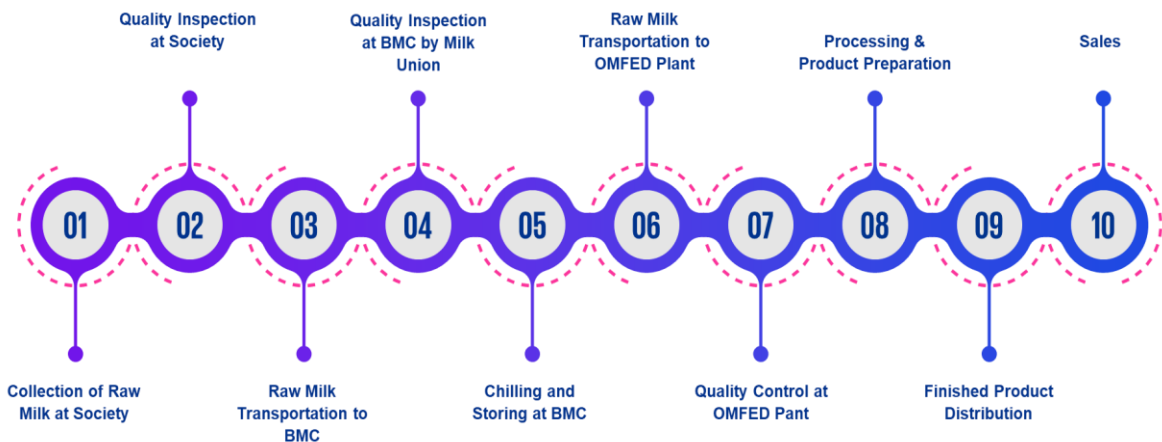 Quality Inspection
at Society
Quality Inspection
at BMC by Milk
Union
Raw Milk
Transportation to
OMFED Plant
Processing &
Product Preparation
Sales
01
02
03
04
05
06
07
08
09
10
Collection of Raw
Milk at Society
Raw Milk
Transportation to
BMC
Chilling and
Storing at BMC
Quality Control at
OMFED Pant
Finished Product
Distribution